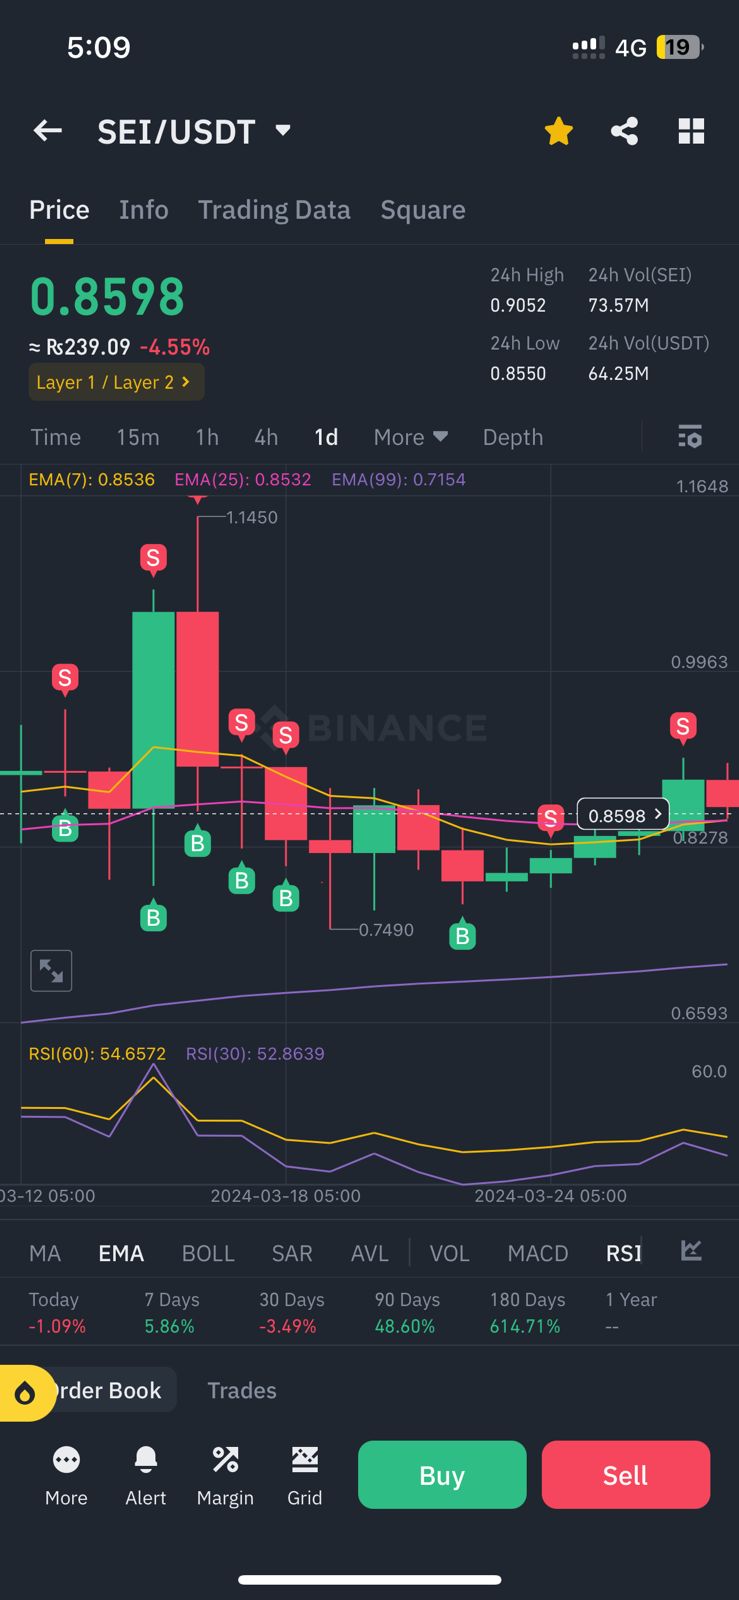 5:09
4G 19
SEI/USDT
Price Info Trading Data Square
0.8598
≈ ₨239.09 -4.55%
Layer 1 / Layer 2
24h High 24h Vol(SEI)
0.9052 73.57M
24h Low 24h Vol(USDT)
0.8550 64.25M
Time 15m 1h 4h 1d More Depth
EMA(7): 0.8536 EMA(25): 0.8532 EMA(99): 0.7154
1.1648
1.1450
S
0.9963
S
S
S
S
BINANCE
S
0.8598
B
0.8278
B
B
B
B
0.7490
B
0.6593
RSI(60): 54.6572 RSI(30): 52.8639
60.0
03-12 05:00 2024-03-18 05:00 2024-03-24 05:00
MA EMA BOLL SAR AVL VOL MACD RSI
Today 7 Days 30 Days 90 Days 180 Days 1 Year
-1.09% 5.86% -3.49% 48.60% 614.71% --
rder Book Trades
More Alert Margin Grid Buy Sell